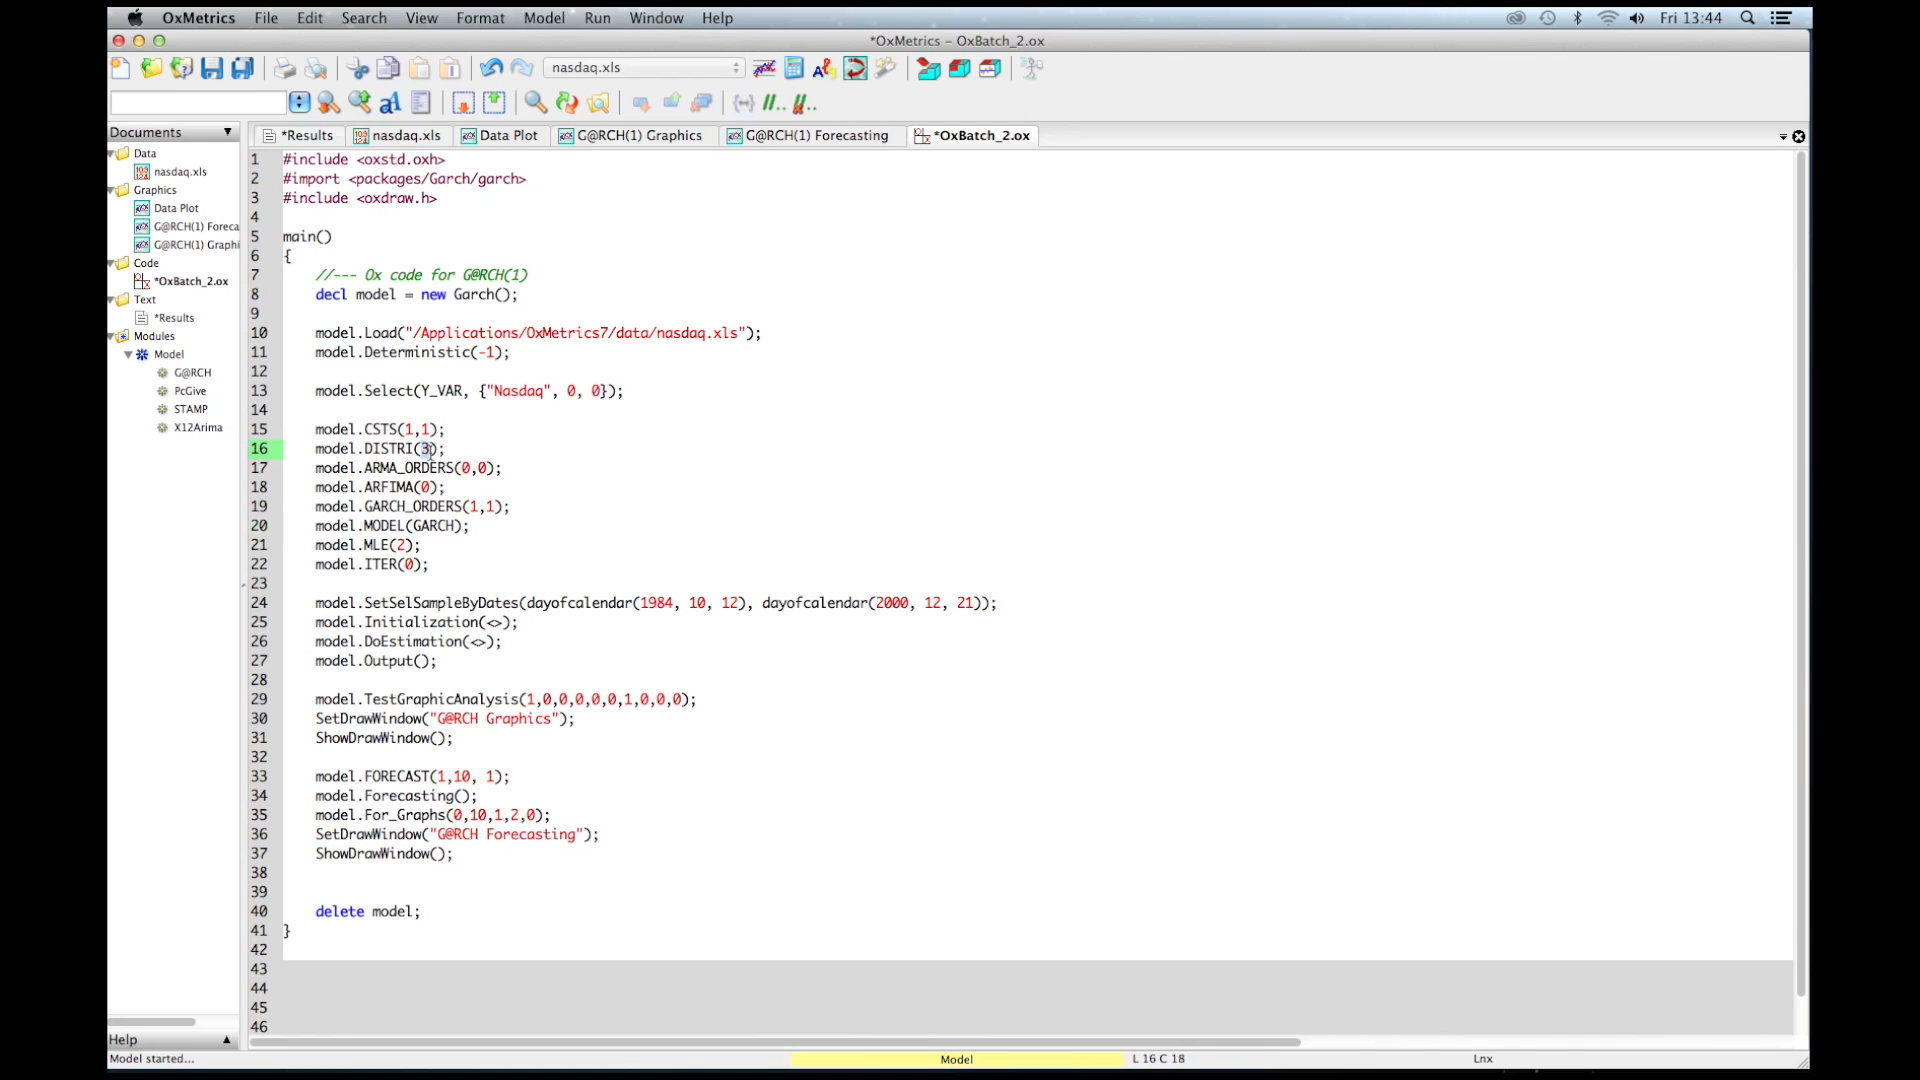 OxMetrics File Edit Search View Format Model Run Window Help Fri 13:44
*OxMetrics - OxBatch_2.ox
nasdaq.xls
Documents
*Results nasdaq.xls Data Plot G@RCH(1) Graphics G@RCH(1) Forecasting *OxBatch_2.ox
Data
nasdaq.xls
Graphics
Data Plot
G@RCH(1) Foreca
G@RCH(1) Graphi
Code
*OxBatch_2.ox
Text
*Results
Modules
Model
G@RCH
PcGive
STAMP
X12Arima
1 #include <oxstd.oxh>
2 #import <packages/Garch/garch>
3 #include <oxdraw.h>
4
5 main()
6 {
7 //--- Ox code for G@RCH(1)
8 decl model = new Garch();
9
10 model.Load("/Applications/OxMetrics7/data/nasdaq.xls");
11 model.Deterministic(-1);
12
13 model.Select(Y_VAR, {"Nasdaq", 0, 0});
14
15 model.CSTS(1,1);
16 model.DISTRI(3);
17 model.ARMA_ORDERS(0,0);
18 model.ARFIMA(0);
19 model.GARCH_ORDERS(1,1);
20 model.MODEL(GARCH);
21 model.MLE(2);
22 model.ITER(0);
23
24 model.SetSelSampleByDates(dayofcalendar(1984, 10, 12), dayofcalendar(2000, 12, 21));
25 model.Initialization(<>);
26 model.DoEstimation(<>);
27 model.Output();
28
29 model.TestGraphicAnalysis(1,0,0,0,0,0,1,0,0,0);
30 SetDrawWindow("G@RCH Graphics");
31 ShowDrawWindow();
32
33 model.FORECAST(1,10, 1);
34 model.Forecasting();
35 model.For_Graphs(0,10,1,2,0);
36 SetDrawWindow("G@RCH Forecasting");
37 ShowDrawWindow();
38
39
40 delete model;
41 }
42
43
44
45
46
Help
Model started... Model L 16 C 18 Lnx